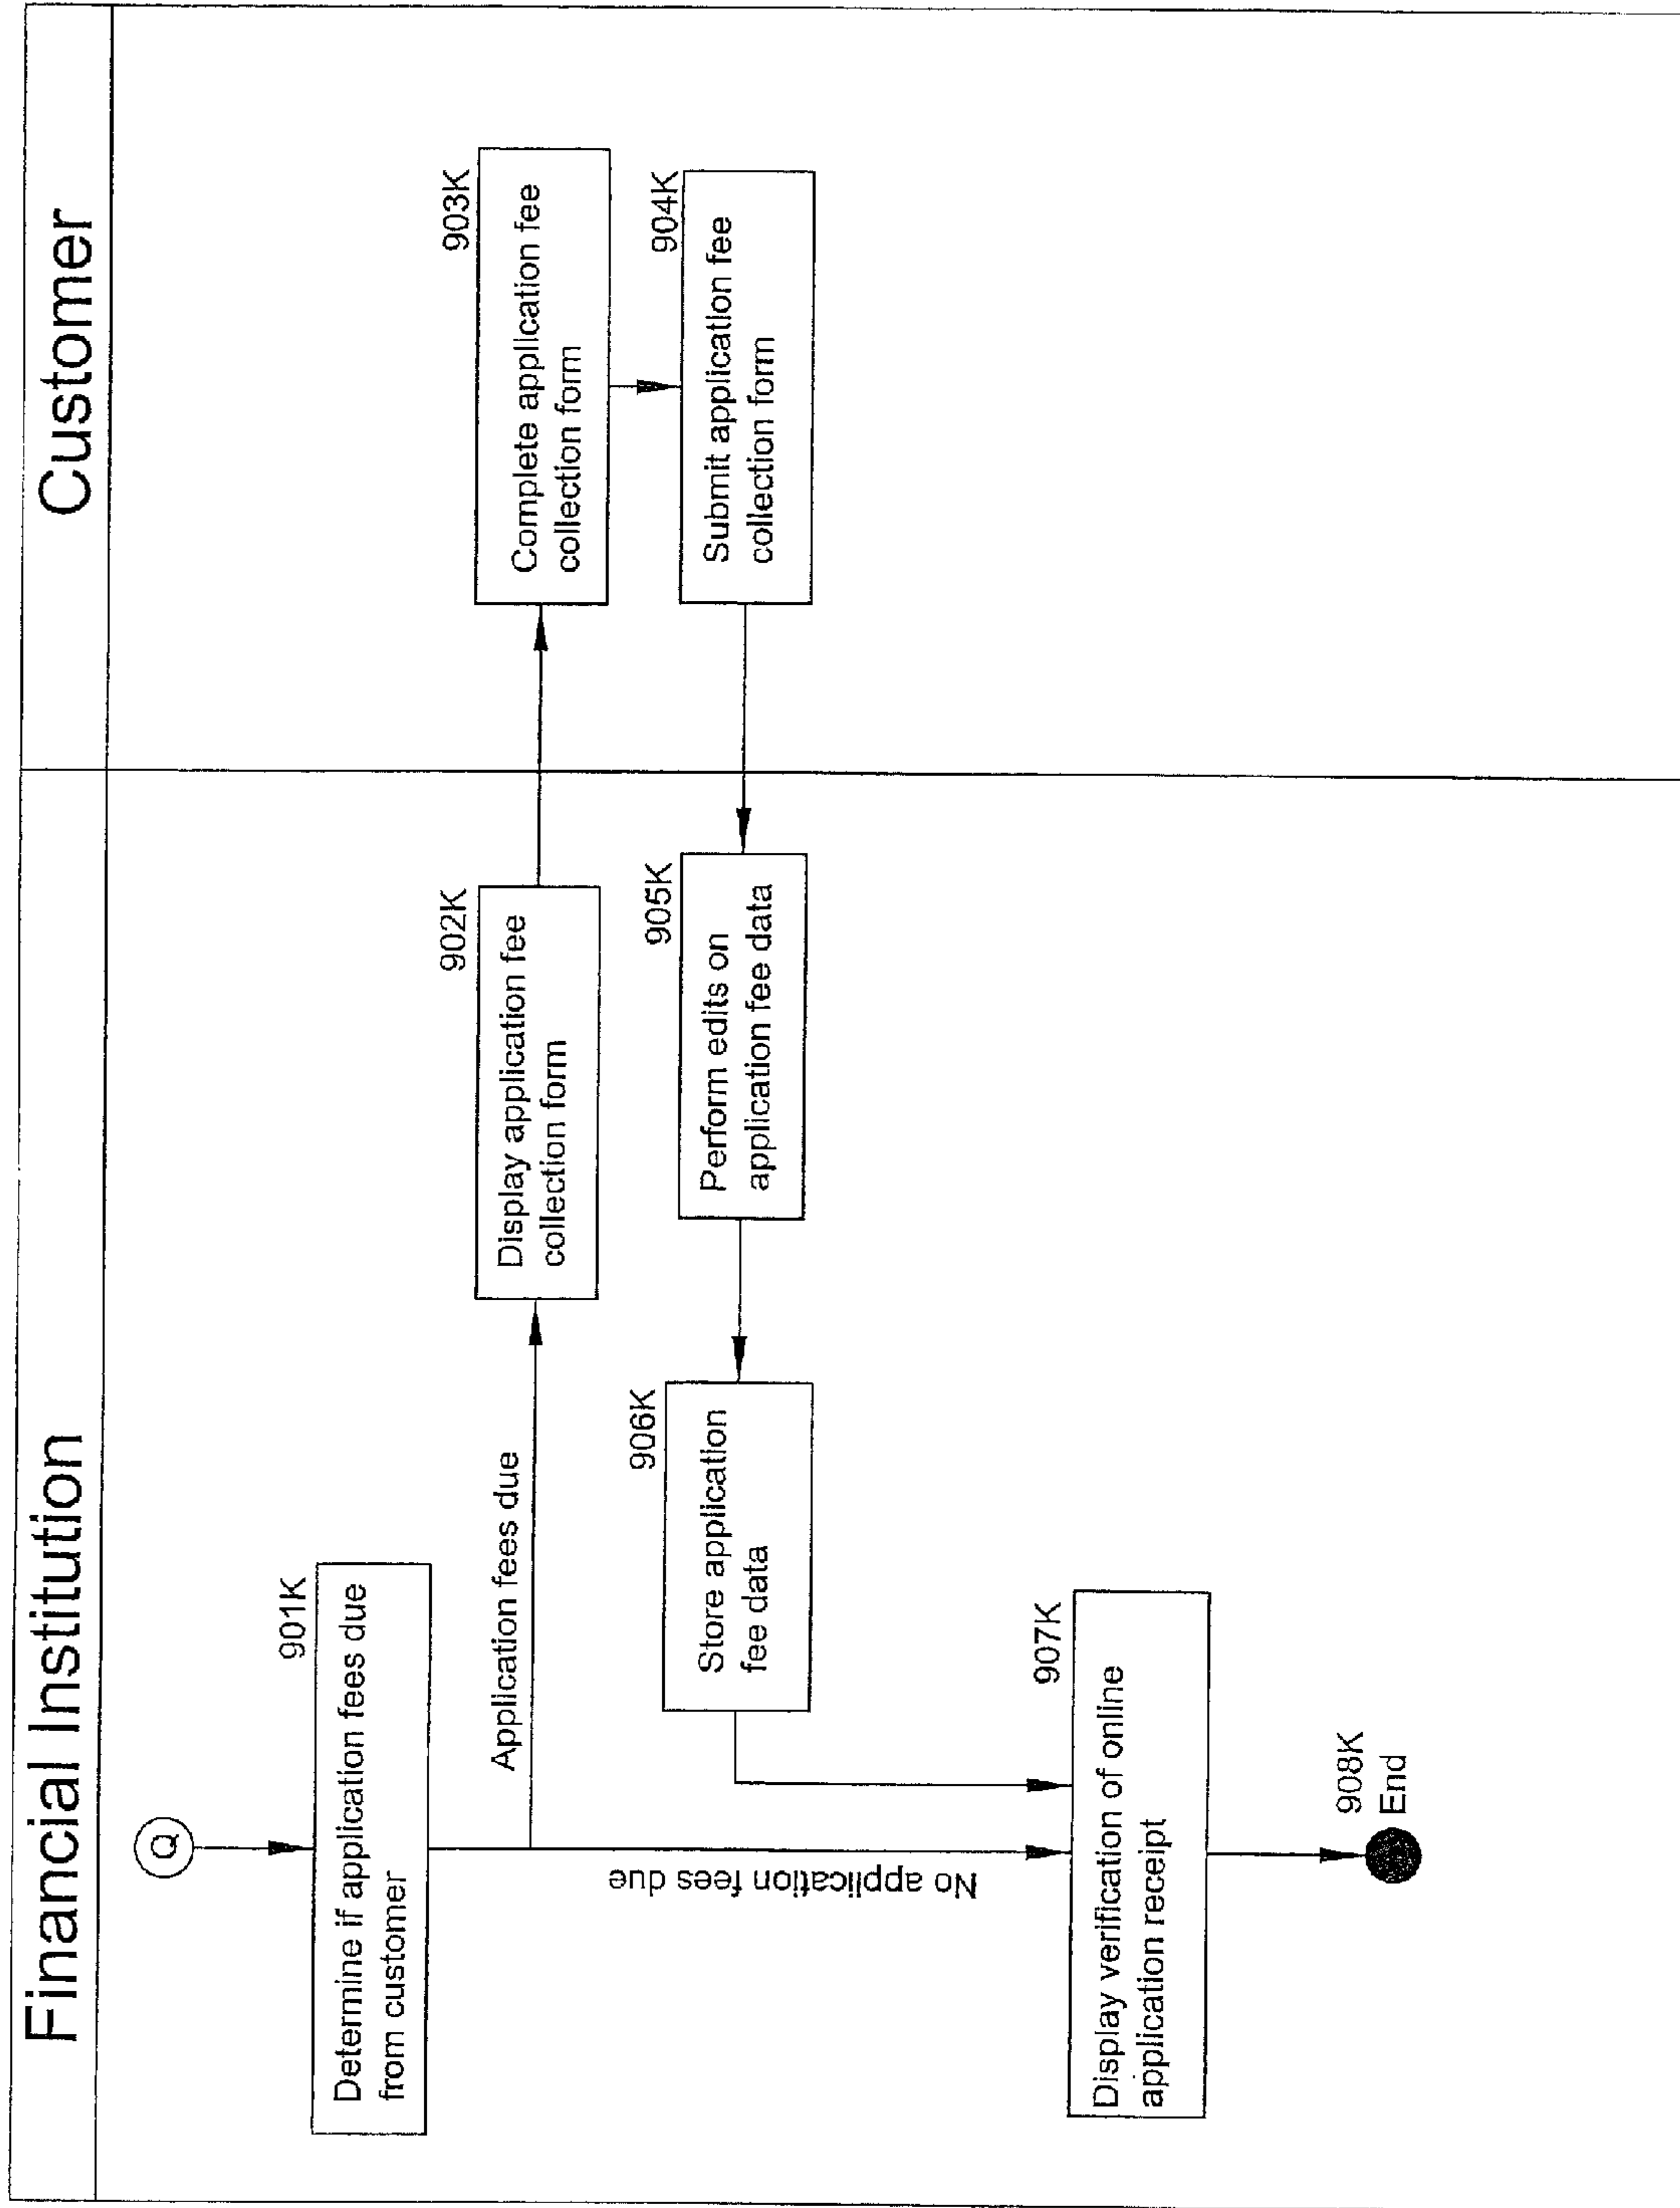 Financial Institution
Customer
Q
901K
Determine if application fees due
from customer
Application fees due
902K
Display application fee
collection form
903K
Complete application fee
collection form
904K
Submit application fee
collection form
905K
Perform edits on
application fee data
906K
Store application
fee data
No application fees due
907K
Display verification of online
application receipt
908K
End